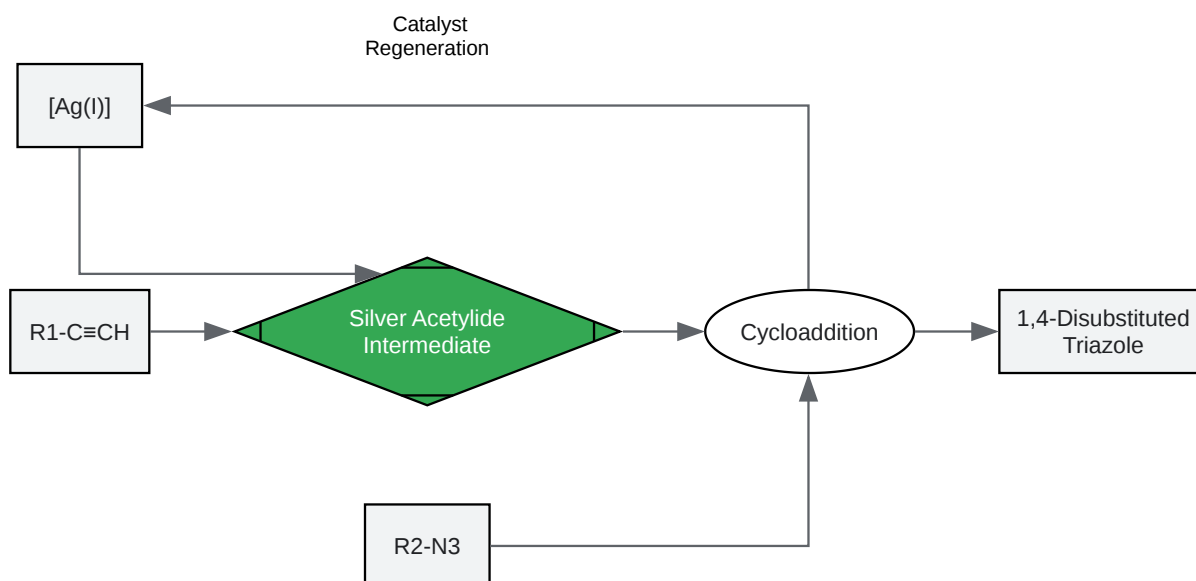 Catalyst
Regeneration
[Ag(I)]
R1-C≡CH
Silver Acetylide
Intermediate
Cycloaddition
1,4-Disubstituted
Triazole
R2-N3